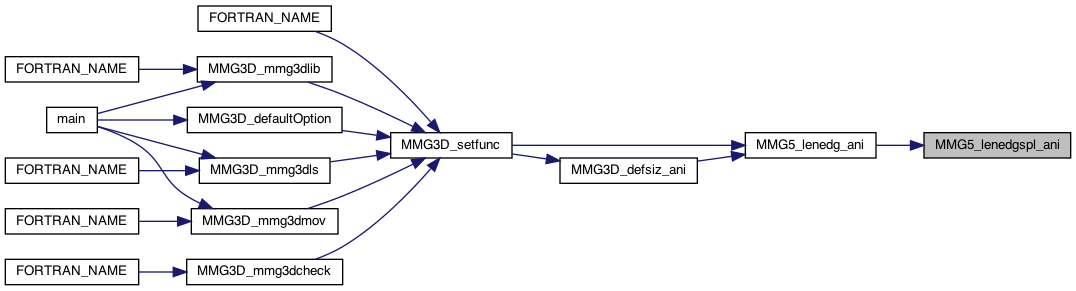 FORTRAN_NAME
FORTRAN_NAME
MMG3D_mmg3dlib
main
MMG3D_defaultOption
MMG3D_setfunc
MMG5_lenedg_ani
MMG5_lenedgspl_ani
FORTRAN_NAME
MMG3D_mmg3dls
MMG3D_defsiz_ani
FORTRAN_NAME
MMG3D_mmg3dmov
FORTRAN_NAME
MMG3D_mmg3dcheck